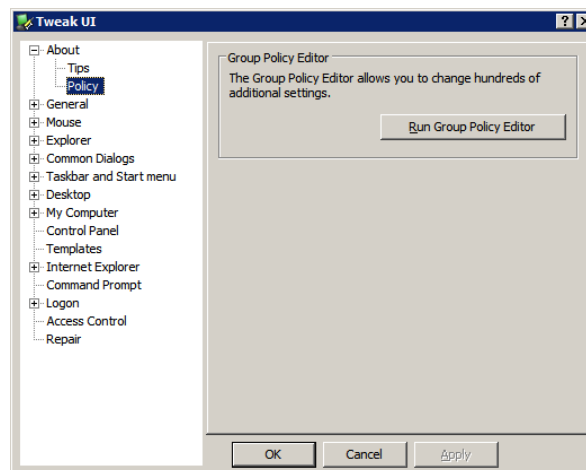 Tweak UI
About
Tips
Policy
General
Mouse
Explorer
Common Dialogs
Taskbar and Start menu
Desktop
My Computer
Control Panel
Templates
Internet Explorer
Command Prompt
Logon
Access Control
Repair
Group Policy Editor
The Group Policy Editor allows you to change hundreds of
additional settings.
Run Group Policy Editor
OK
Cancel
Apply